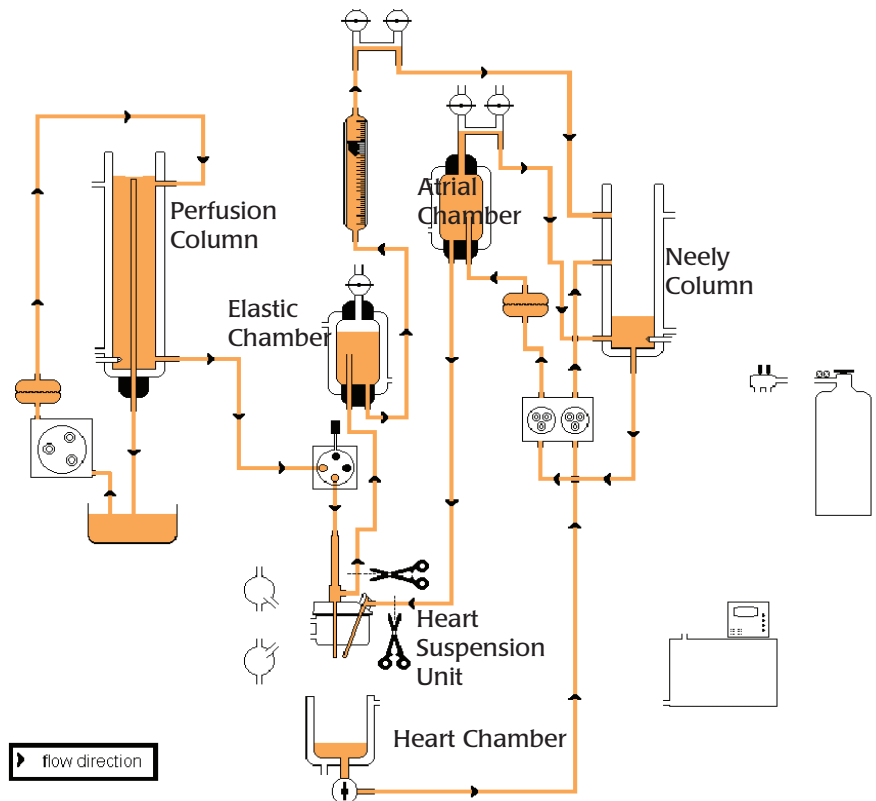 Perfusion
Column
Atrial
Chamber
Neely
Column
Elastic
Chamber
Heart
Suspension
Unit
Heart Chamber
flow direction